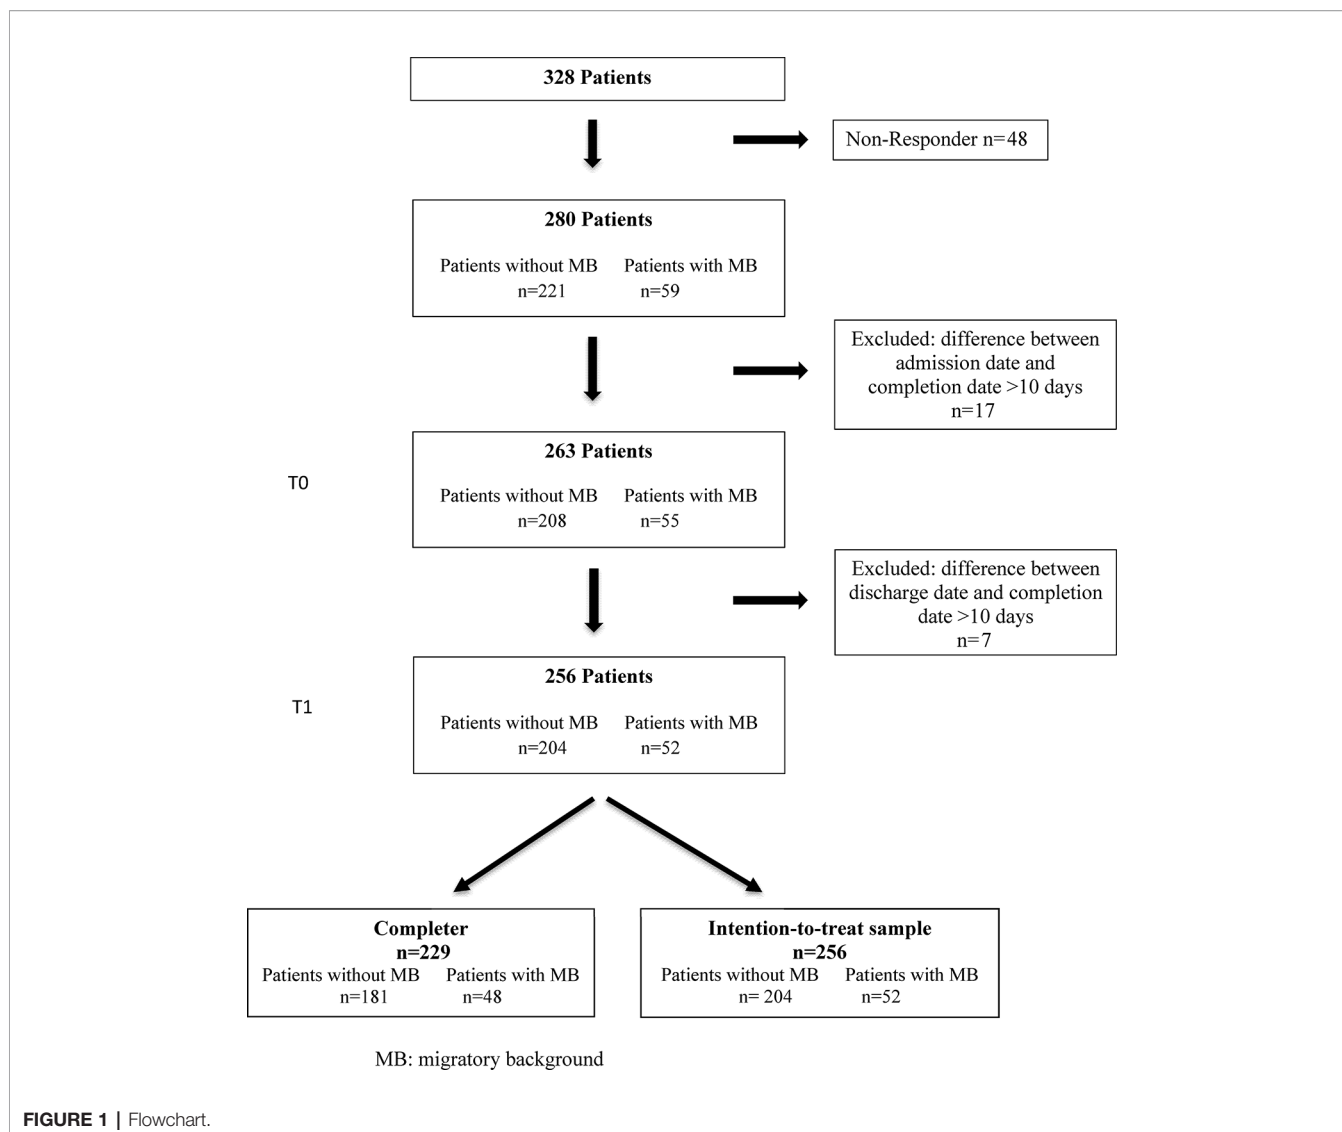 328 Patients
Non-Responder n=48
280 Patients
Patients without MB Patients with MB
n=221 n=59
Excluded: difference between
admission date and
completion date >10 days
n=17
263 Patients
T0
Patients without MB Patients with MB
n=208 n=55
Excluded: difference between
discharge date and completion
date >10 days
n=7
256 Patients
T1
Patients without MB Patients with MB
n=204 n=52
Completer
n=229
Patients without MB Patients with MB
n=181 n=48
Intention-to-treat sample
n=256
Patients without MB Patients with MB
n= 204 n=52
MB: migratory background
FIGURE 1 | Flowchart.